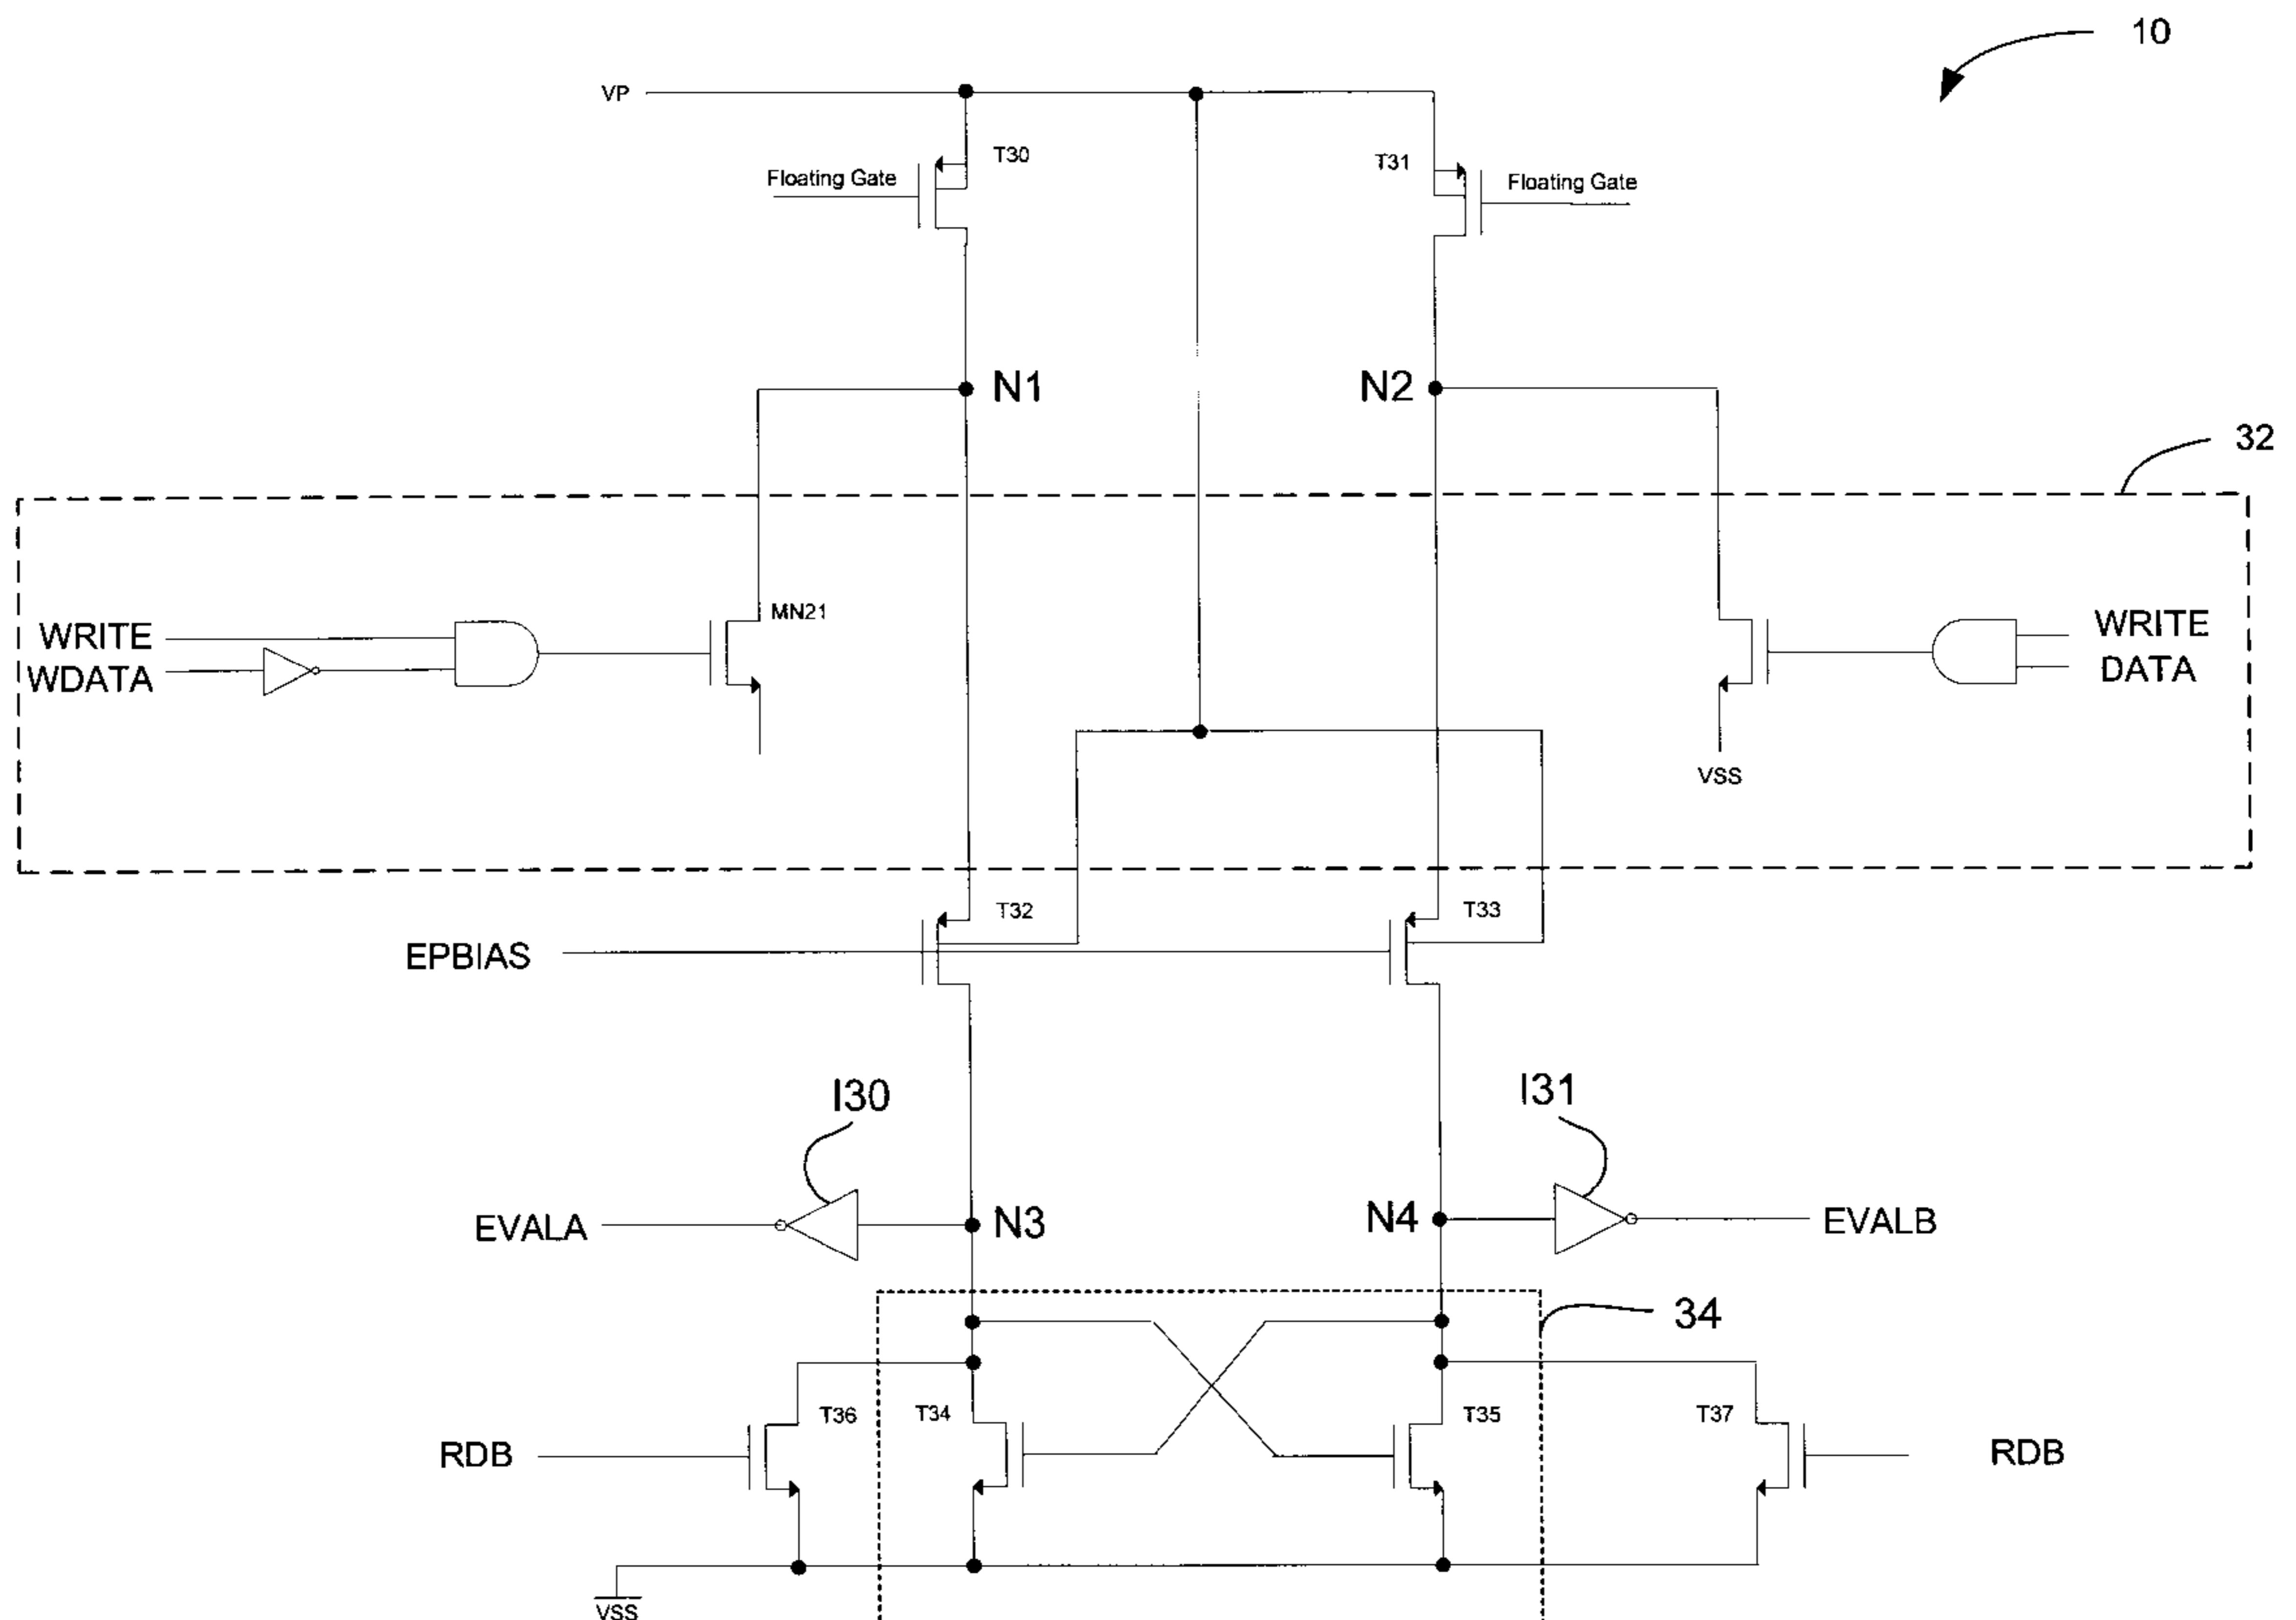 10
VP
T30
T31
Floating Gate
Floating Gate
N1
N2
32
MN21
WRITE
WDATA
WRITE
DATA
VSS
T32
T33
EPBIAS
I30
I31
EVALA
N3
N4
EVALB
34
T36
T34
T35
T37
RDB
RDB
VSS